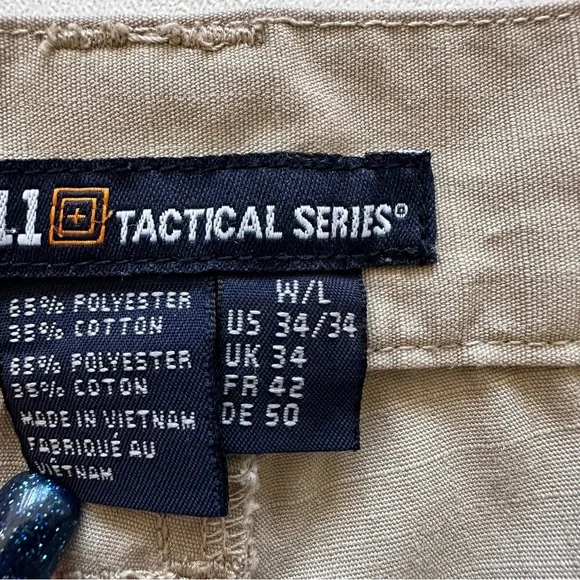 11 TACTICAL SERIES®
65% POLYESTER
35% COTTON
65% POLYESTER
35% COTON
MADE IN VIETNAM
FABRIQUÉ AU
VIÊTNAM
W/L
US 34/34
UK 34
FR 42
DE 50